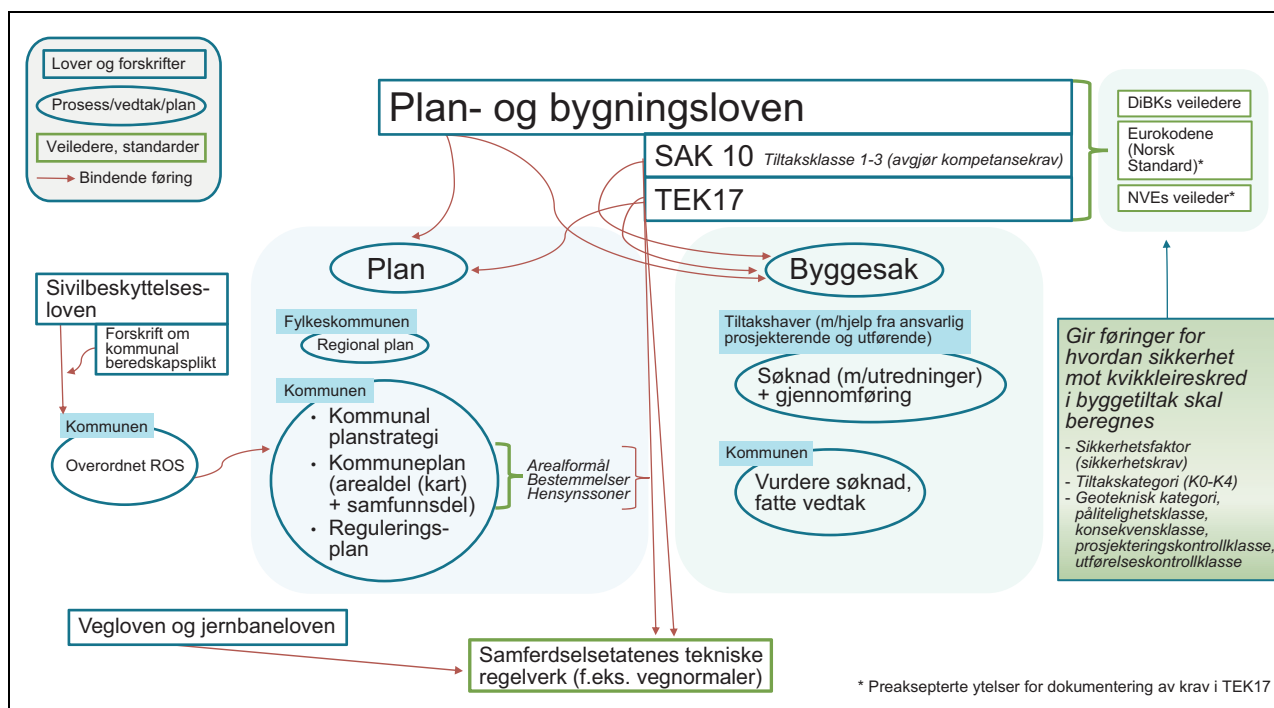 Lover og forskrifter
Prosess/vedtak/plan
Veiledere, standarder
Bindende føring
Plan- og bygningsloven
SAK 10 Tiltaksklasse 1-3 (avgjør kompetansekrav)
TEK17
DiBKs veiledere
Eurokodene
(Norsk
Standard)*
NVEs veileder*
Plan
Byggesak
Sivilbeskyttelses-
loven
Forskrift om
kommunal
beredskapsplikt
Kommunen
Overordnet ROS
Fylkeskommunen
Regional plan
Kommunen
• Kommunal
planstrategi
• Kommuneplan
(arealdel (kart)
+ samfunnsdel)
• Regulerings-
plan
Arealformål
Bestemmelser
Hensynssoner
Tiltakshaver (m/hjelp fra ansvarlig
prosjekterende og utførende)
Søknad (m/utredninger)
+ gjennomføring
Kommunen
Vurdere søknad,
fatte vedtak
Gir føringer for
hvordan sikkerhet
mot kvikkleireskred
i byggetiltak skal
beregnes
- Sikkerhetsfaktor
(sikkerhetskrav)
- Tiltakskategori (K0-K4)
- Geoteknisk kategori,
pålitelighetsklasse,
konsekvensklasse,
prosjekteringskontrollklasse,
utførelseskontrollklasse
Vegloven og jernbaneloven
Samferdselsetatenes tekniske
regelverk (f.eks. vegnormaler)
* Preaksepterte ytelser for dokumentering av krav i TEK17